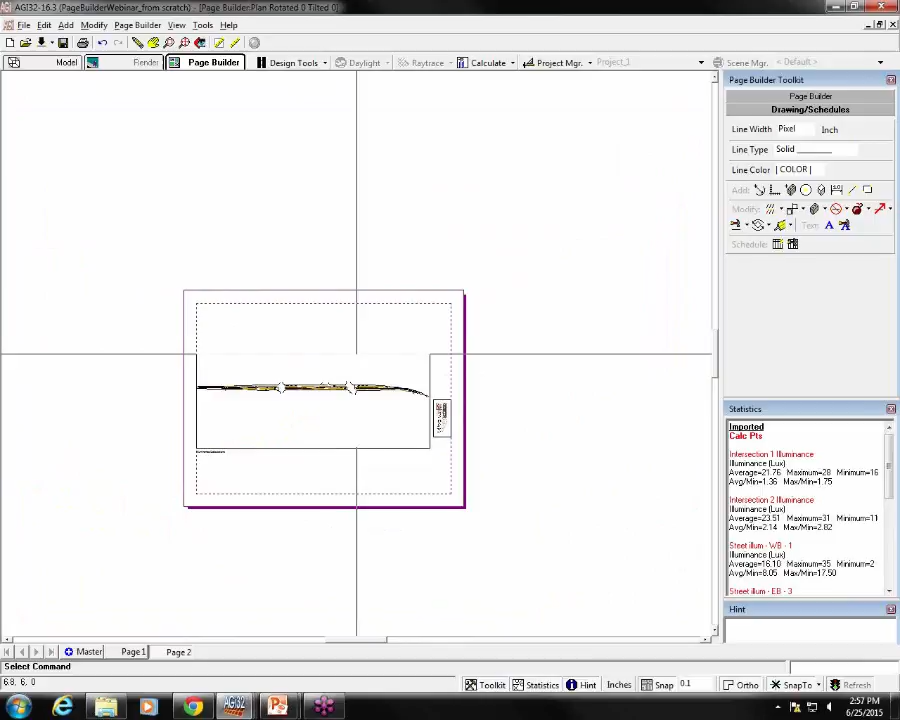 AGI32-16.3 (PageBuilderWebinar_from scratch) - [Page Builder:Plan Rotated 0 Tilted 0]
File Edit Add Modify Page Builder View Tools Help
Model Render Page Builder Design Tools Daylight Raytrace Calculate Project Mgr. Project_1 Scene Mgr. < Default >
Page Builder Toolkit
Page Builder
Drawing/Schedules
Line Width Pixel Inch
Line Type Solid ________
Line Color | COLOR |
Add:
Modify:
Text: A A
Schedule:
Statistics
Imported
Calc Pts
Intersection 1 Illuminance
Illuminance (Lux)
Average=21.76 Maximum=28 Minimum=16
Avg/Min=1.36 Max/Min=1.75
Intersection 2 Illuminance
Illuminance (Lux)
Average=23.51 Maximum=31 Minimum=11
Avg/Min=2.14 Max/Min=2.82
Steet illum - WB - 1
Illuminance (Lux)
Average=16.10 Maximum=35 Minimum=2
Avg/Min=8.05 Max/Min=17.50
Street illum - EB - 3
Hint
Master Page1 Page 2
Select Command
6.8, 6, 0
Toolkit Statistics Hint Inches Snap 0.1 Ortho SnapTo Refresh
AGI32
2:57 PM
6/25/2015